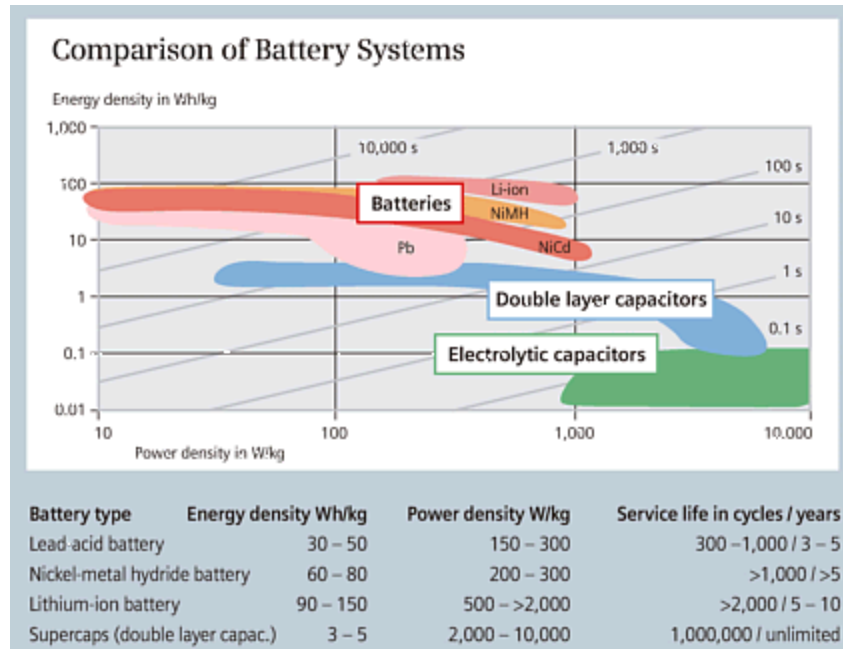 Comparison of Battery Systems
Energy density in Wh/kg
1,000
10,000 s
1,000 s
100 s
100
Li-ion
Batteries
NiMH
10 s
10
Pb
NiCd
1 s
1
Double layer capacitors
0.1 s
0.1
Electrolytic capacitors
0.01
10
100
1,000
10.000
Power density in W/kg
Battery type Energy density Wh/kg Power density W/kg Service life in cycles / years
Lead-acid battery 30 – 50 150 – 300 300 –1,000 / 3 – 5
Nickel-metal hydride battery 60 – 80 200 – 300 >1,000 / >5
Lithium-ion battery 90 – 150 500 – >2,000 >2,000 / 5 – 10
Supercaps (double layer capac.) 3 – 5 2,000 – 10,000 1,000,000 / unlimited